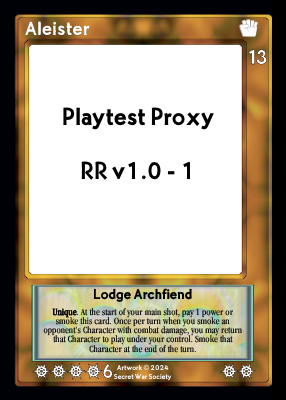 Aleister
13
Playtest Proxy
RR v1.0 - 1
Lodge Archfiend
Unique. At the start of your main shot, pay 1 power or
smoke this card. Once per turn when you smoke an
opponent's Character with combat damage, you may return
that Character to play under your control. Smoke that
Character at the end of the turn.
6
Artwork © 2024
Secret War Society